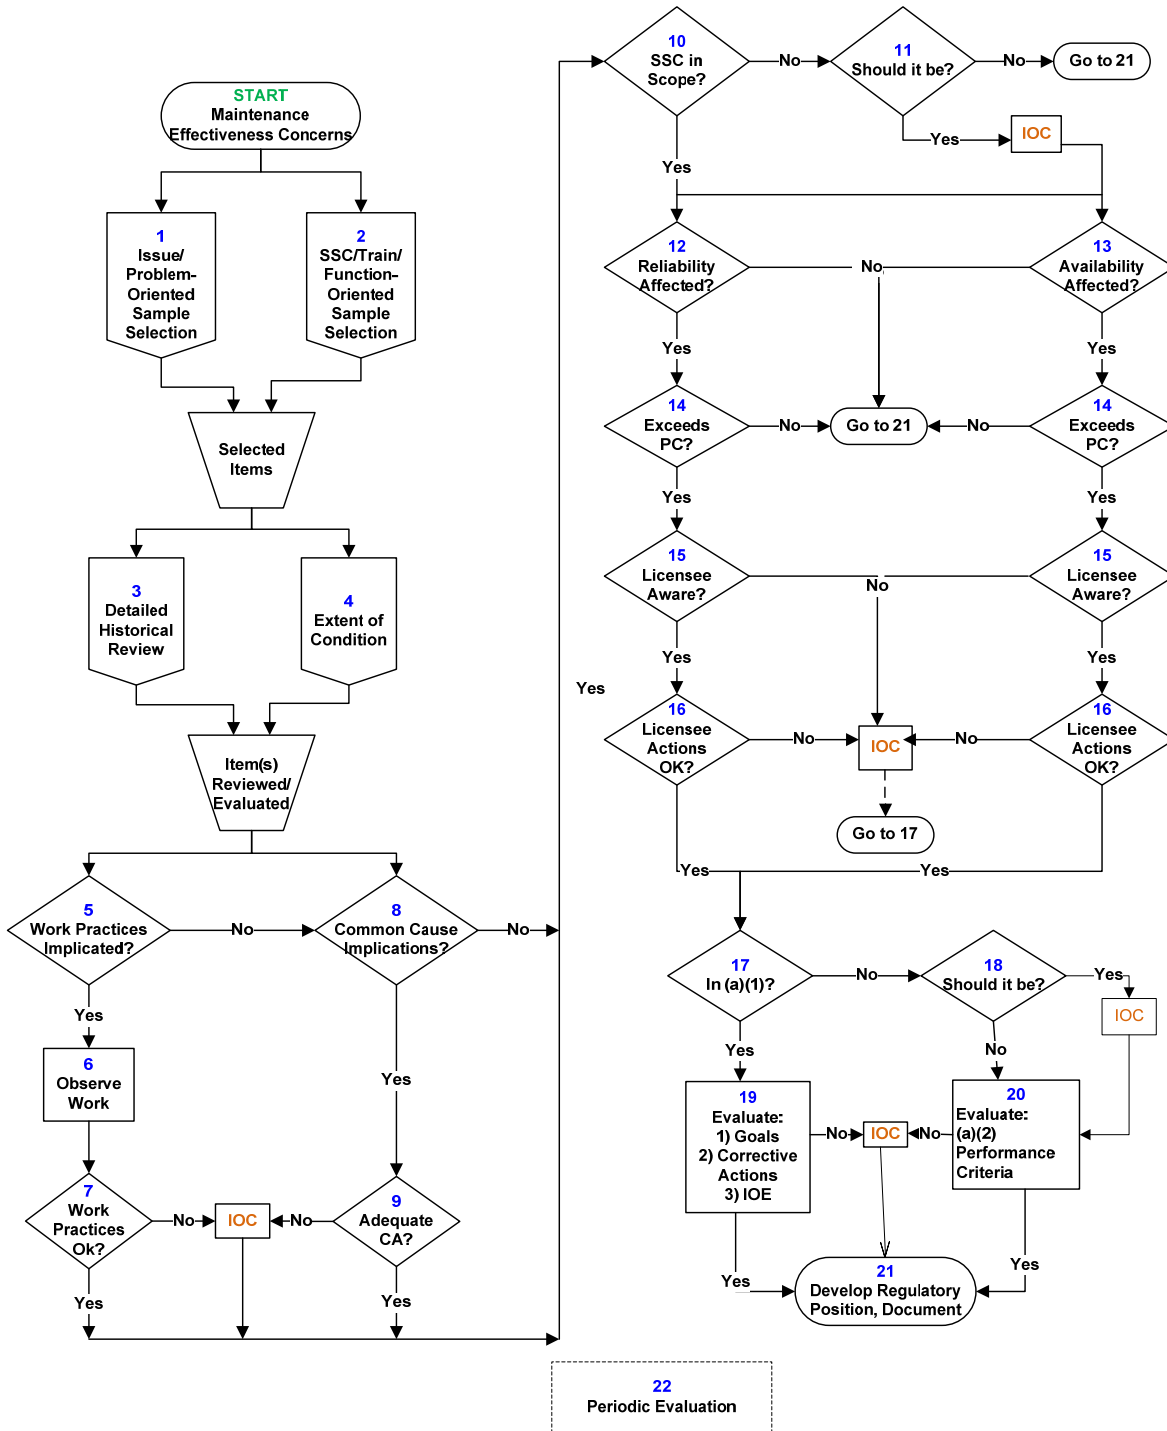 START
Maintenance
Effectiveness Concerns
1
Issue/
Problem-
Oriented
Sample
Selection
2
SSC/Train/
Function-
Oriented
Sample
Selection
Selected
Items
3
Detailed
Historical
Review
4
Extent of
Condition
Item(s)
Reviewed/
Evaluated
5
Work Practices
Implicated?
No
8
Common Cause
Implications?
No
Yes
6
Observe
Work
Yes
7
Work
Practices
Ok?
No
IOC
No
9
Adequate
CA?
Yes
Yes
10
SSC in
Scope?
No
11
Should it be?
No
Go to 21
Yes
IOC
Yes
12
Reliability
Affected?
No
13
Availability
Affected?
Yes
Yes
14
Exceeds
PC?
No
Go to 21
No
14
Exceeds
PC?
Yes
Yes
15
Licensee
Aware?
No
15
Licensee
Aware?
Yes
Yes
Yes
16
Licensee
Actions
OK?
No
IOC
No
16
Licensee
Actions
OK?
Go to 17
Yes
Yes
17
In (a)(1)?
No
18
Should it be?
Yes
IOC
Yes
No
19
Evaluate:
1) Goals
2) Corrective
Actions
3) IOE
No
IOC
No
20
Evaluate:
(a)(2)
Performance
Criteria
Yes
Yes
21
Develop Regulatory
Position, Document
22
Periodic Evaluation